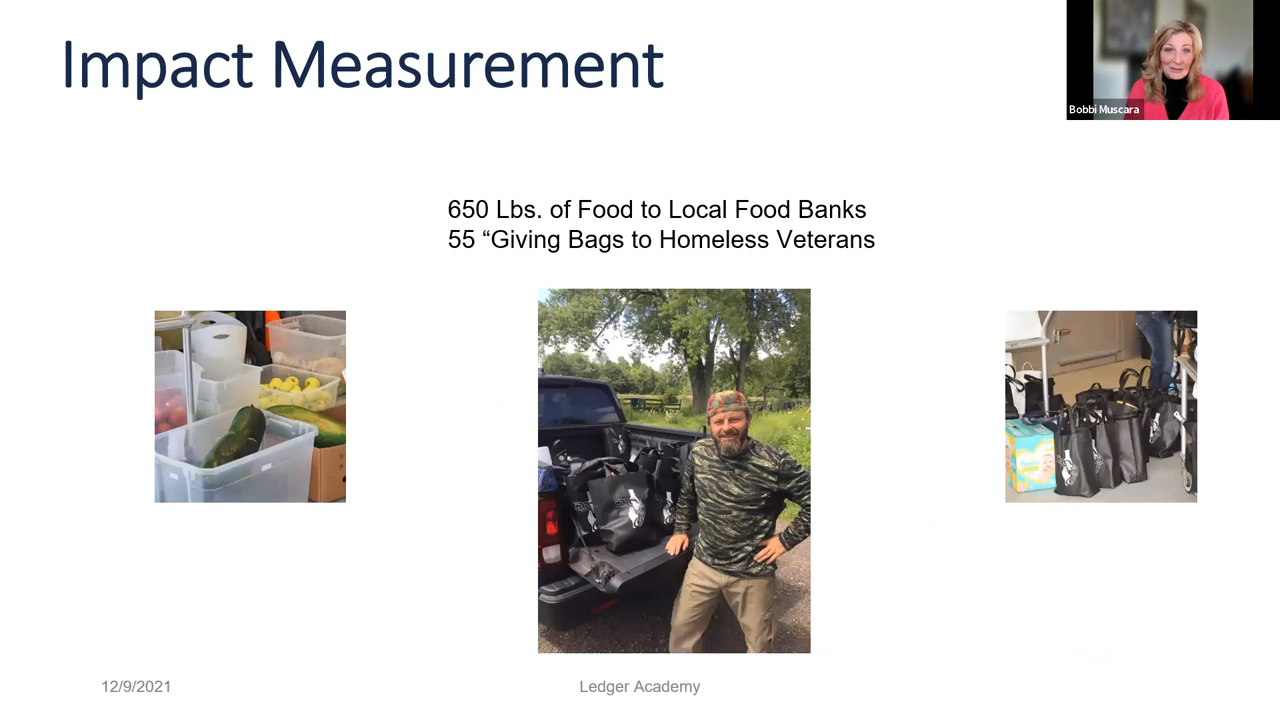 Impact Measurement
Bobbi Muscara
650 Lbs. of Food to Local Food Banks
55 “Giving Bags to Homeless Veterans
12/9/2021
Ledger Academy